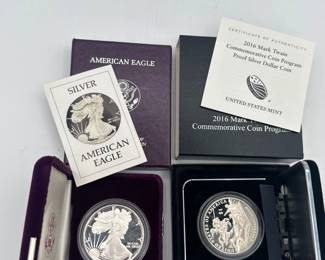 AMERICAN EAGLE
SILVER
AMERICAN
EAGLE
CERTIFICATE OF AUTHENTICITY
2016 Mark Twain
Commemorative Coin Program
Proof Silver Dollar Coin
UNITED STATES MINT
2016 Mark Twain
Commemorative Coin Program